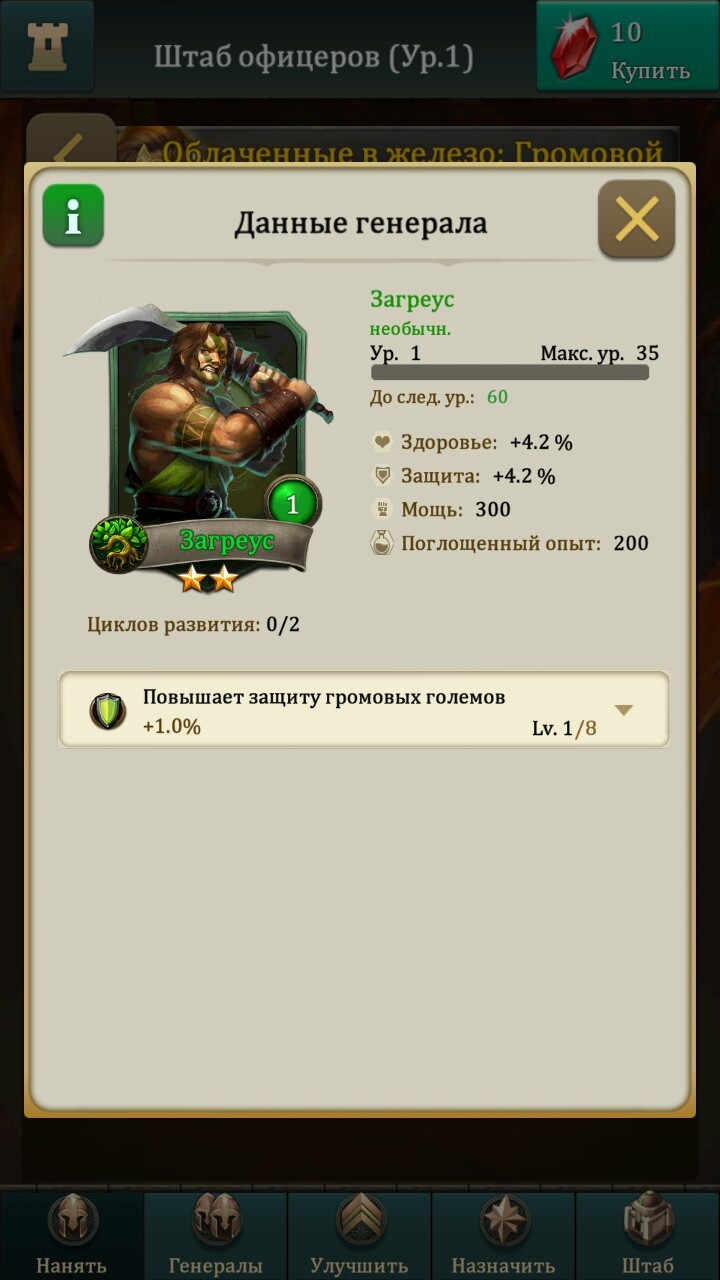 Штаб офицеров (Ур.1)
10
Купить
Облаченные в железо: Громовой
i
Данные генерала
Загреус
необычн.
Ур. 1
Макс. ур. 35
До след. ур.: 60
Здоровье: +4.2 %
Защита: +4.2 %
Мощь: 300
Поглощенный опыт: 200
1
Загреус
Циклов развития: 0/2
Повышает защиту громовых големов
+1.0%
Lv. 1/8
Нанять
Генералы
Улучшить
Назначить
Штаб